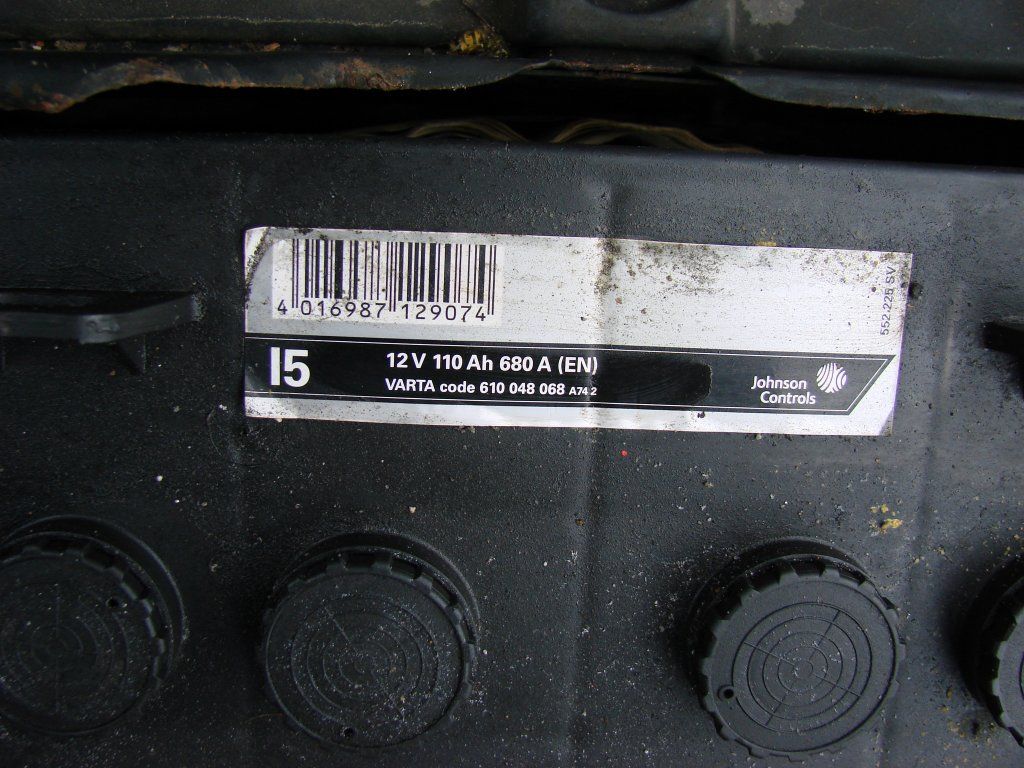 4 016987 129074
552.225 SV
I5
12 V 110 Ah 680 A (EN)
VARTA code 610 048 068 A74 2
Johnson
Controls